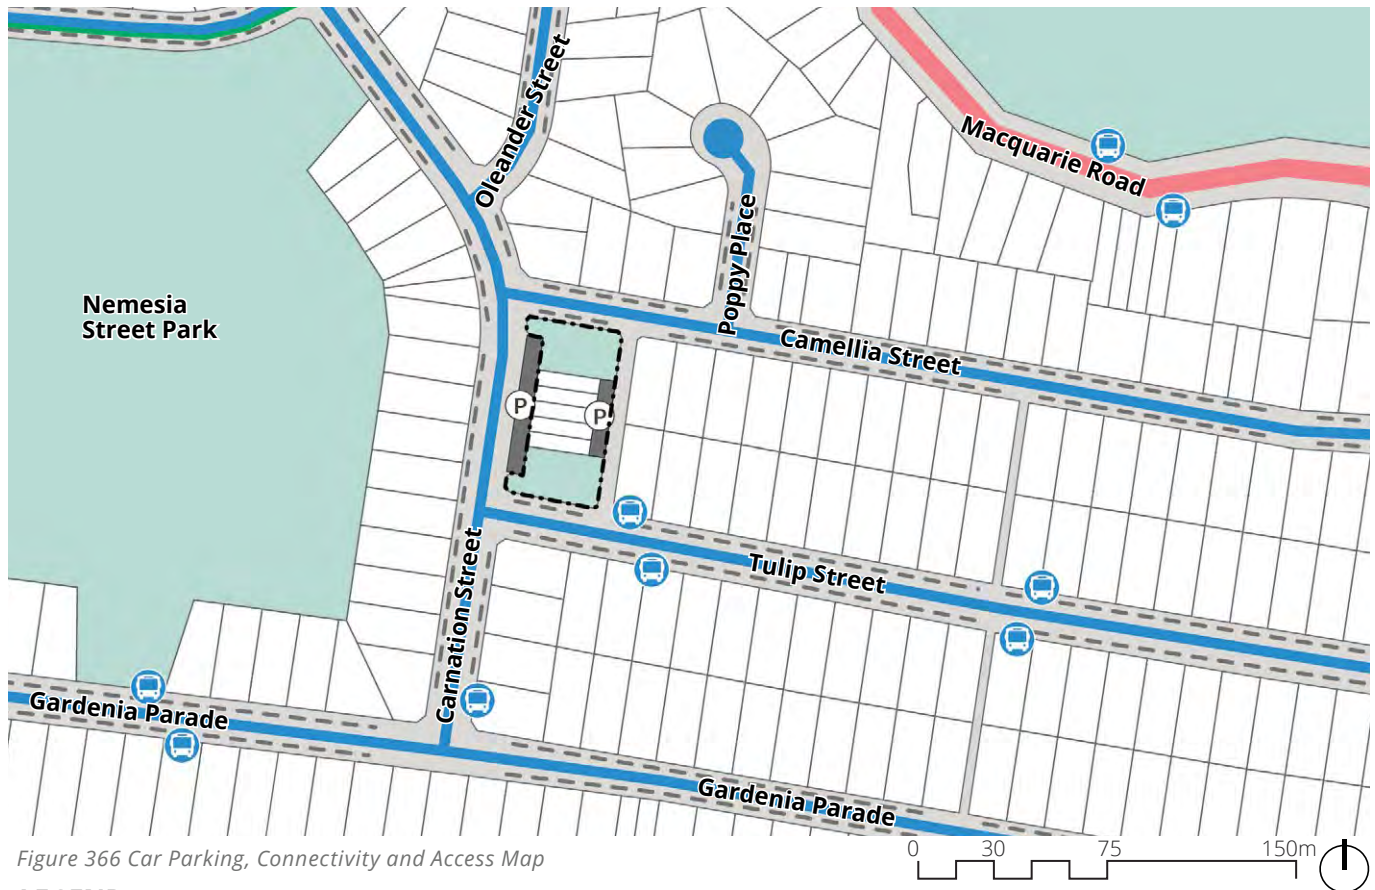 Oleander Street
Macquarie Road
Poppy Place
Nemesia
Street Park
Camellia Street
P
P
Tulip Street
Carnation Street
Gardenia Parade
Gardenia Parade
Figure 366 Car Parking, Connectivity and Access Map
0 30 75 150m